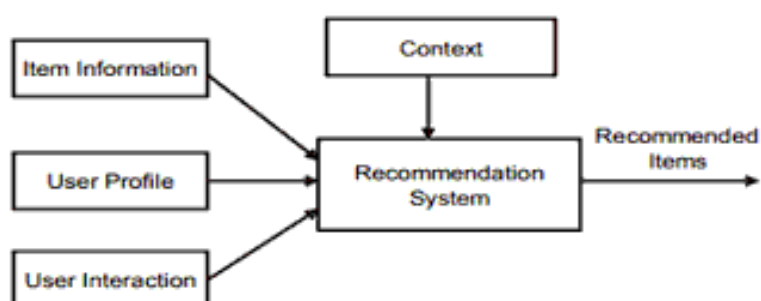 Item Information
Context
User Profile
Recommendation
System
Recommended
Items
User Interaction